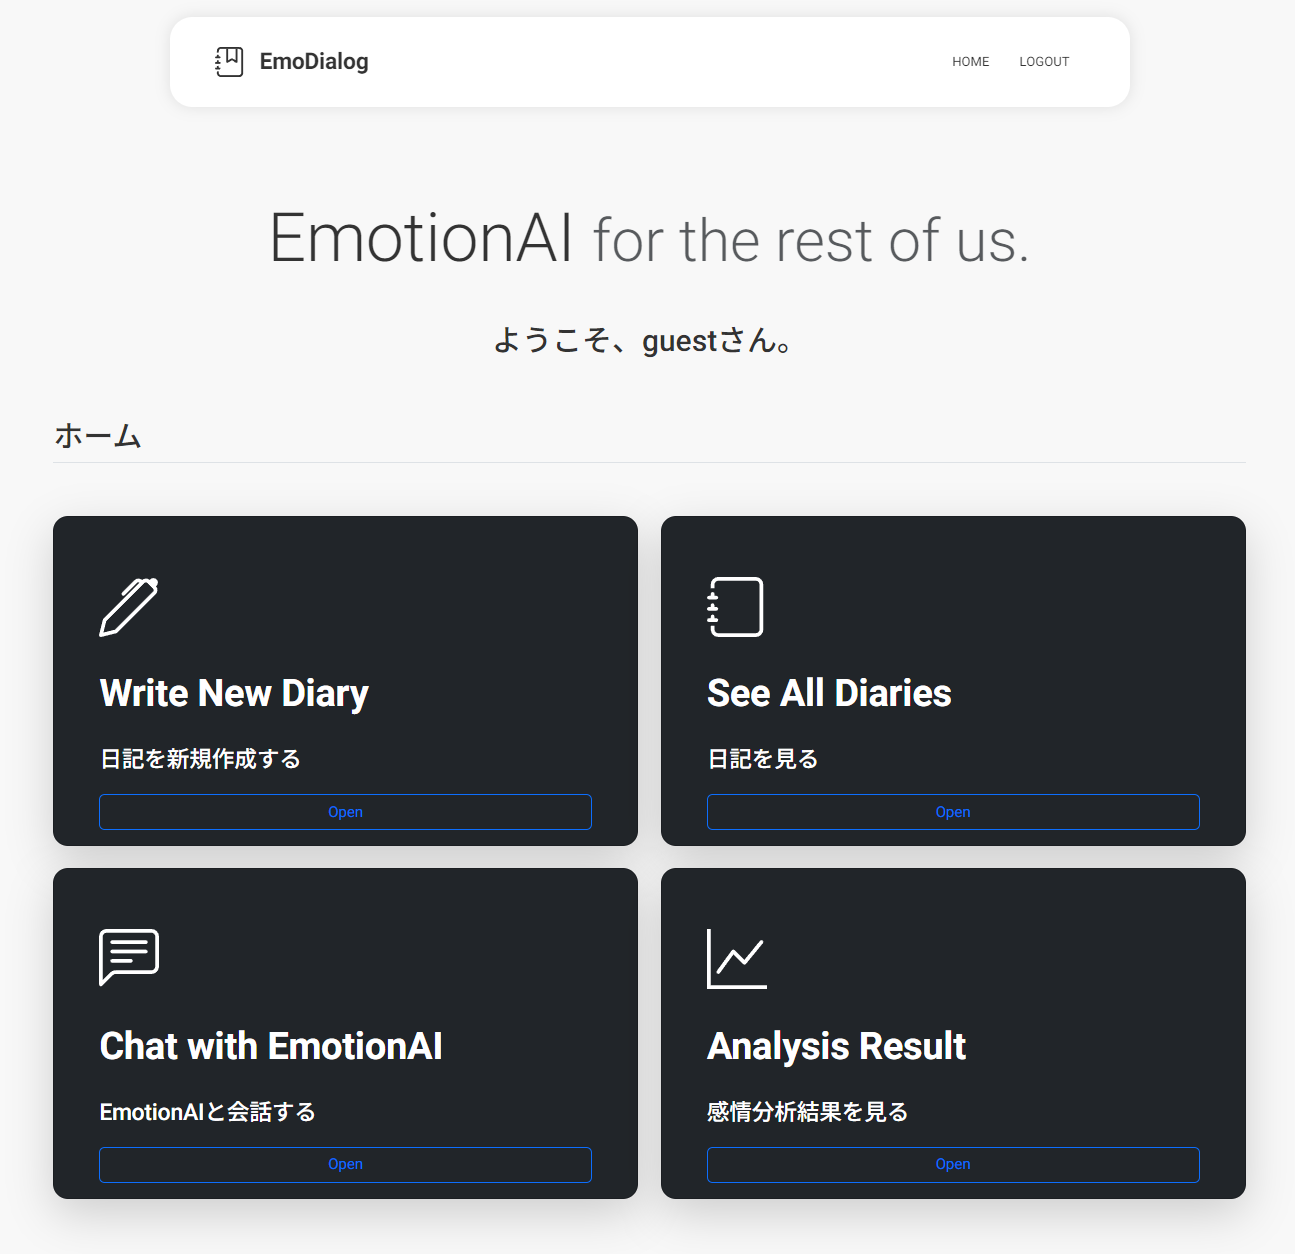 EmoDialog
HOME
LOGOUT
EmotionAI for the rest of us.
ようこそ、guestさん。
ホーム
Write New Diary
日記を新規作成する
Open
See All Diaries
日記を見る
Open
Chat with EmotionAI
EmotionAIと会話する
Open
Analysis Result
感情分析結果を見る
Open